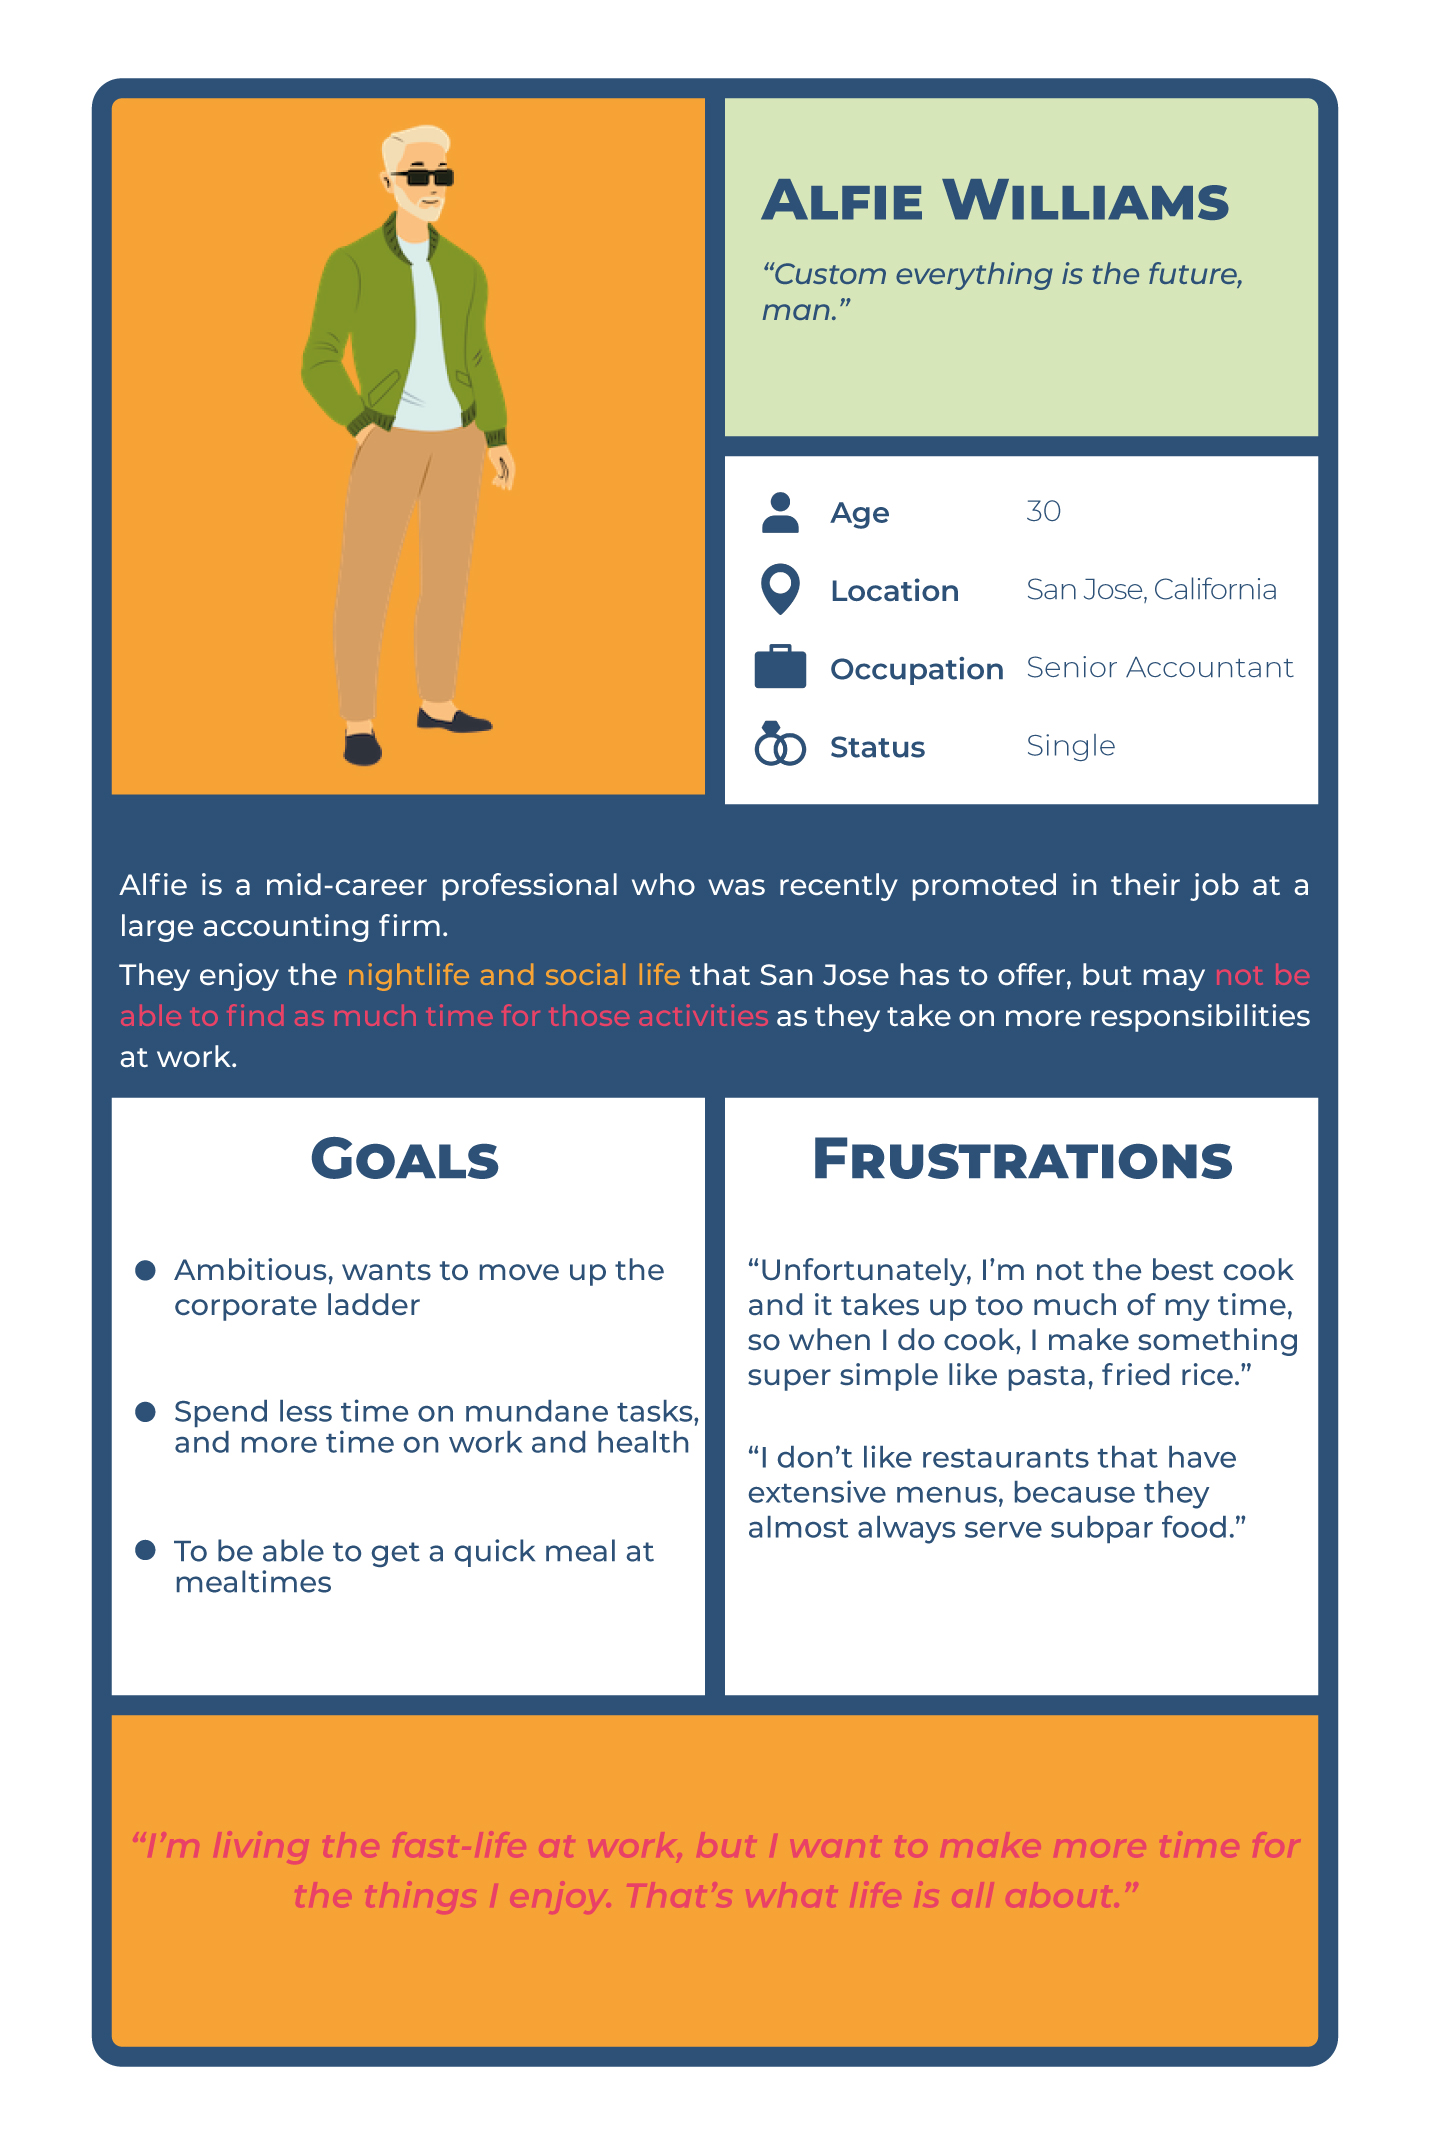 Alfie Williams
“Custom everything is the future,
man.”
Age 30
Location San Jose, California
Occupation Senior Accountant
Status Single
Alfie is a mid-career professional who was recently promoted in their job at a
large accounting firm.
They enjoy the nightlife and social life that San Jose has to offer, but may not be
able to find as much time for those activities as they take on more responsibilities
at work.
Goals
● Ambitious, wants to move up the
corporate ladder
● Spend less time on mundane tasks,
and more time on work and health
● To be able to get a quick meal at
mealtimes
Frustrations
“Unfortunately, I’m not the best cook
and it takes up too much of my time,
so when I do cook, I make something
super simple like pasta, fried rice.”
“I don’t like restaurants that have
extensive menus, because they
almost always serve subpar food.”
“I’m living the fast-life at work, but I want to make more time for
the things I enjoy. That’s what life is all about.”